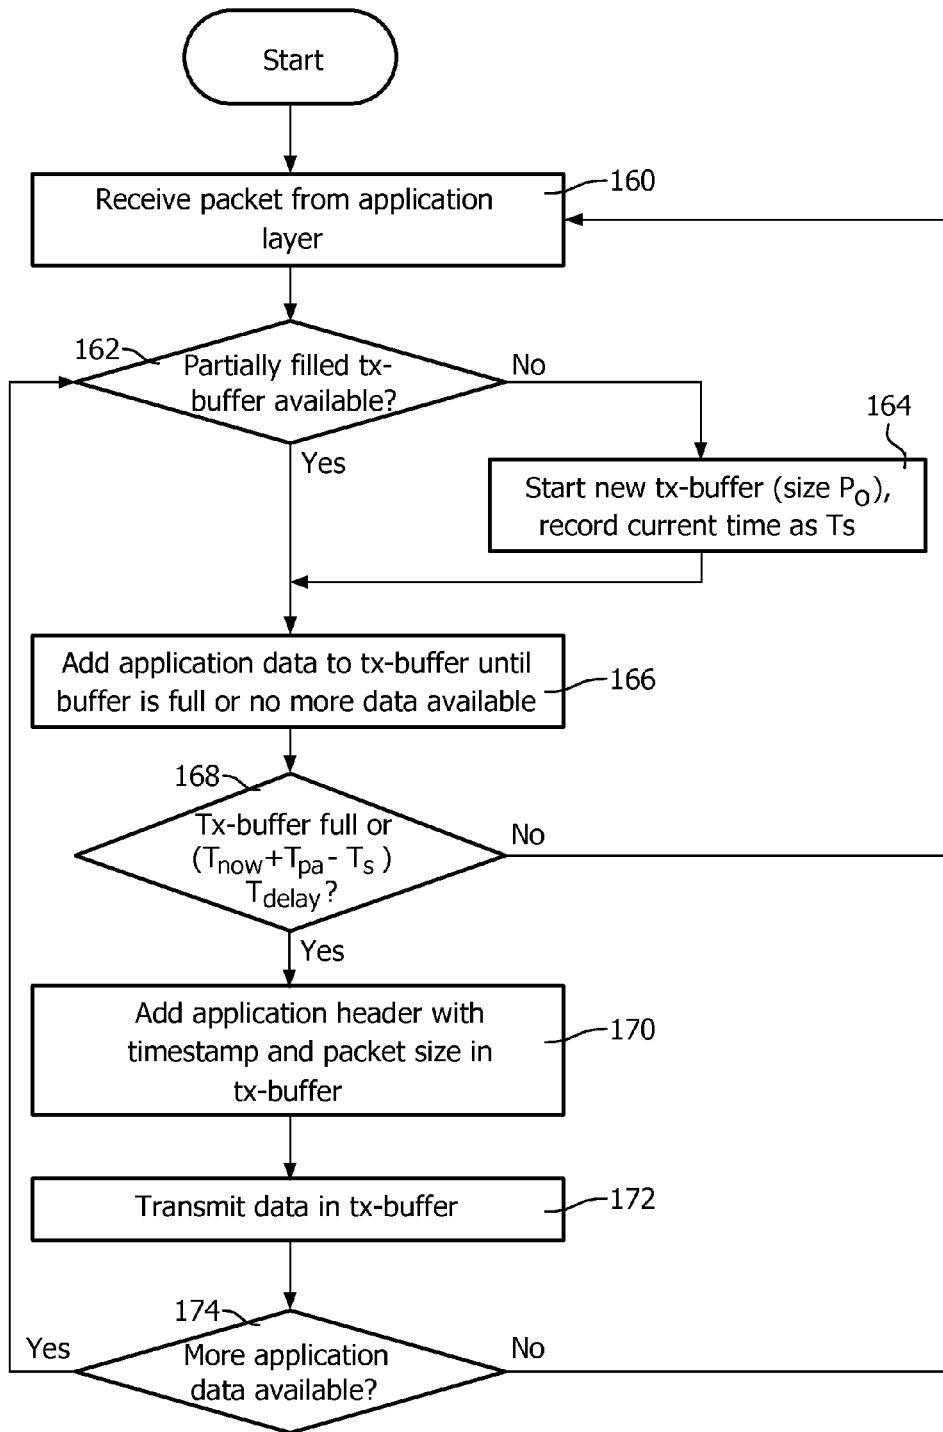 Start
Receive packet from application
layer
160
162
Partially filled tx-
buffer available?
No
Yes
164
Start new tx-buffer (size Po),
record current time as Ts
Add application data to tx-buffer until
buffer is full or no more data available
166
168
Tx-buffer full or
(Tnow+Tpa- Ts )
Tdelay?
No
Yes
Add application header with
timestamp and packet size in
tx-buffer
170
Transmit data in tx-buffer
172
174
More application
data available?
Yes
No